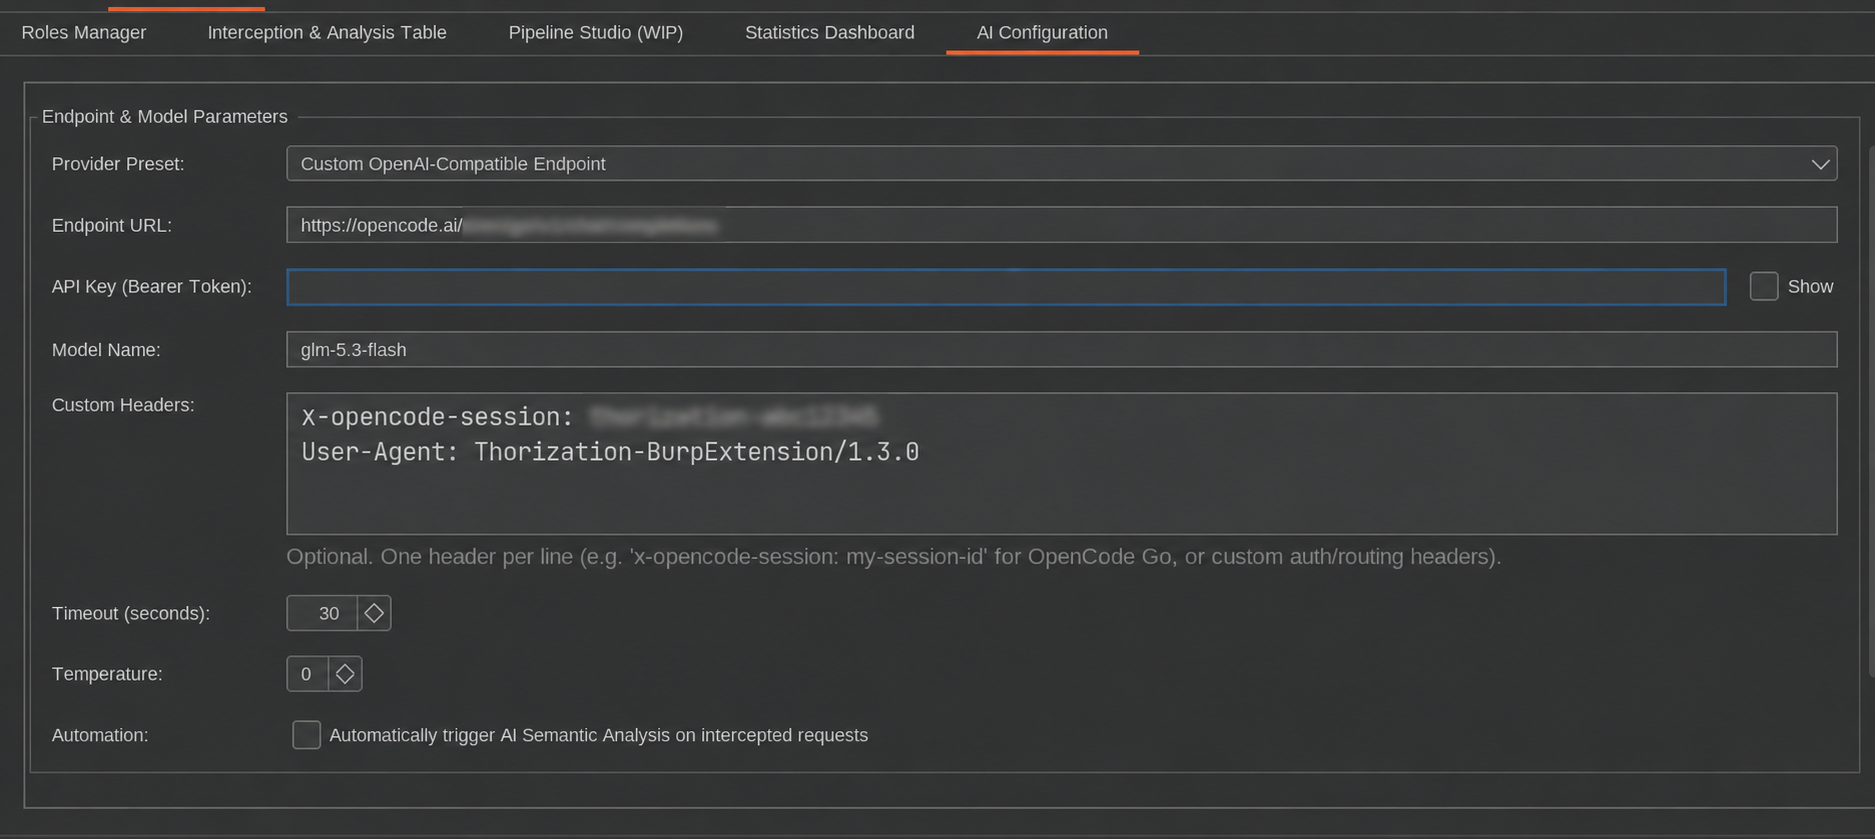 Roles Manager
Interception & Analysis Table
Pipeline Studio (WIP)
Statistics Dashboard
AI Configuration
Endpoint & Model Parameters
Provider Preset:
Custom OpenAI-Compatible Endpoint
Endpoint URL:
https://opencode.ai/
API Key (Bearer Token):
Show
Model Name:
glm-5.3-flash
Custom Headers:
X-opencode-session:
User-Agent: Thorization-BurpExtension/1.3.0
Optional. One header per line (e.g. 'x-opencode-session: my-session-id' for OpenCode Go, or custom auth/routing headers).
Timeout (seconds):
30
Temperature:
0
Automation:
Automatically trigger AI Semantic Analysis on intercepted requests